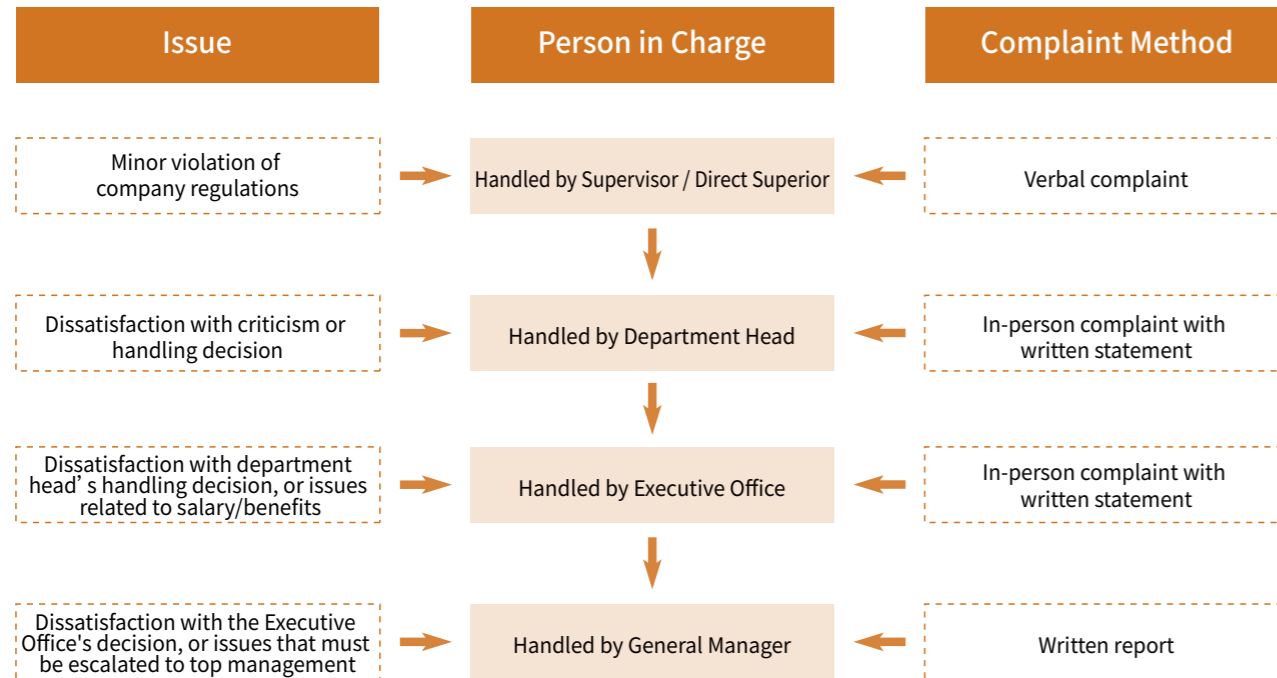 Issue
Person in Charge
Complaint Method
Minor violation of
company regulations
Handled by Supervisor / Direct Superior
Verbal complaint
Dissatisfaction with criticism or
handling decision
Handled by Department Head
In-person complaint with
written statement
Dissatisfaction with department
head’s handling decision, or issues
related to salary/benefits
Handled by Executive Office
In-person complaint with
written statement
Dissatisfaction with the Executive
Office's decision, or issues that must
be escalated to top management
Handled by General Manager
Written report